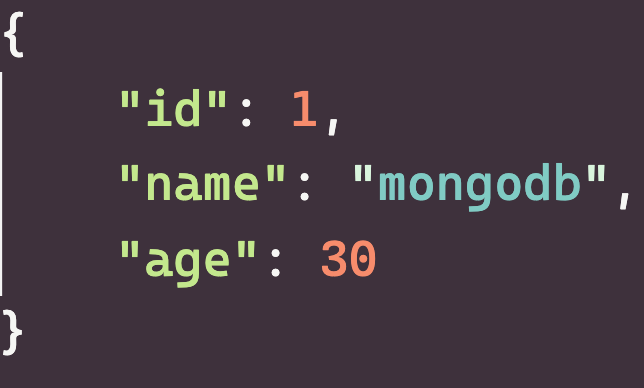 {
    "id": 1,
    "name": "mongodb",
    "age": 30
}